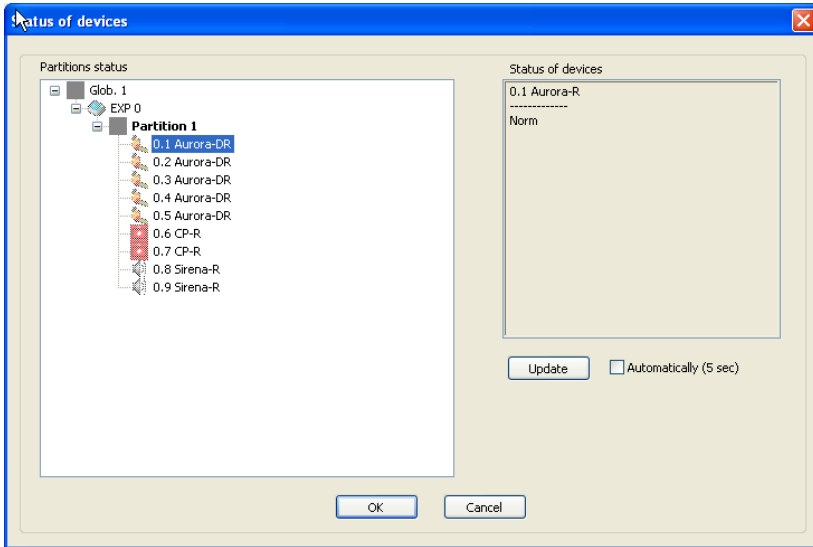 Status of devices
Partitions status
Glob. 1
EXP 0
Partition 1
0.1 Aurora-DR
0.2 Aurora-DR
0.3 Aurora-DR
0.4 Aurora-DR
0.5 Aurora-DR
0.6 CP-R
0.7 CP-R
0.8 Sirena-R
0.9 Sirena-R
Status of devices
0.1 Aurora-R
-------------
Norm
Update
Automatically (5 sec)
OK
Cancel